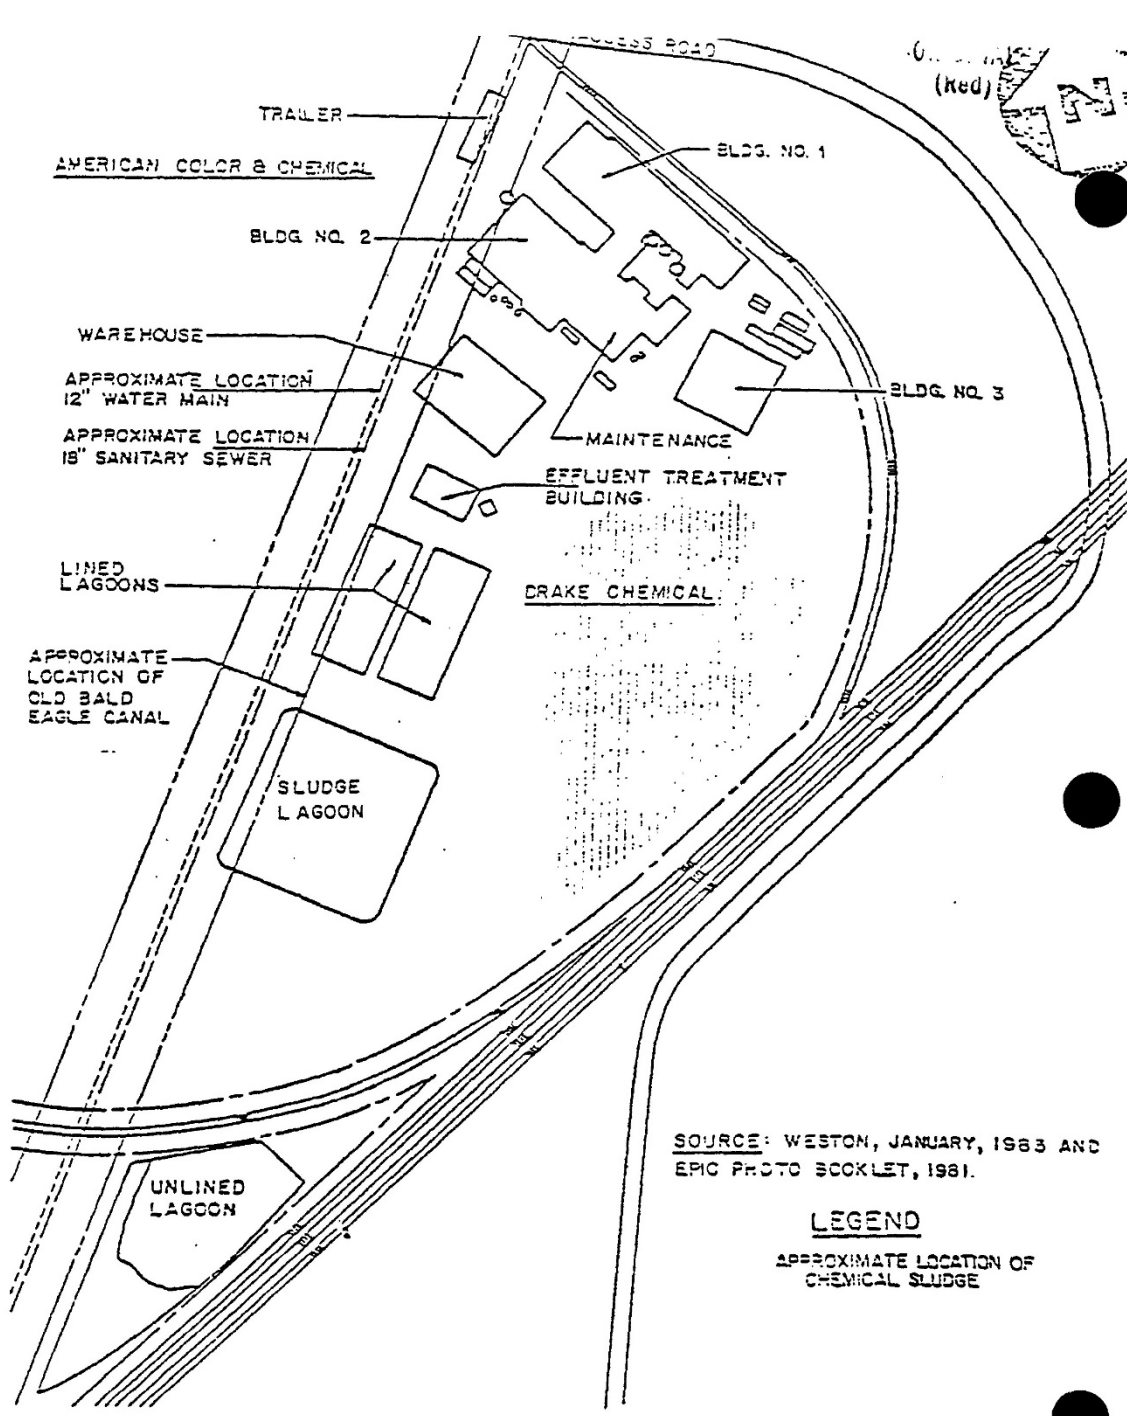 ACCESS ROAD
(Red)
N
TRAILER
BLDG. NO. 1
AMERICAN COLOR & CHEMICAL
BLDG. NO. 2
WAREHOUSE
APPROXIMATE LOCATION
12" WATER MAIN
BLDG. NO. 3
APPROXIMATE LOCATION
18" SANITARY SEWER
MAINTENANCE
EFFLUENT TREATMENT
BUILDING
LINED
LAGOONS
DRAKE CHEMICAL
APPROXIMATE
LOCATION OF
OLD BALD
EAGLE CANAL
SLUDGE
LAGOON
UNLINED
LAGOON
SOURCE: WESTON, JANUARY, 1983 AND
EPIC PHOTO BOOKLET, 1981.
LEGEND
APPROXIMATE LOCATION OF
CHEMICAL SLUDGE